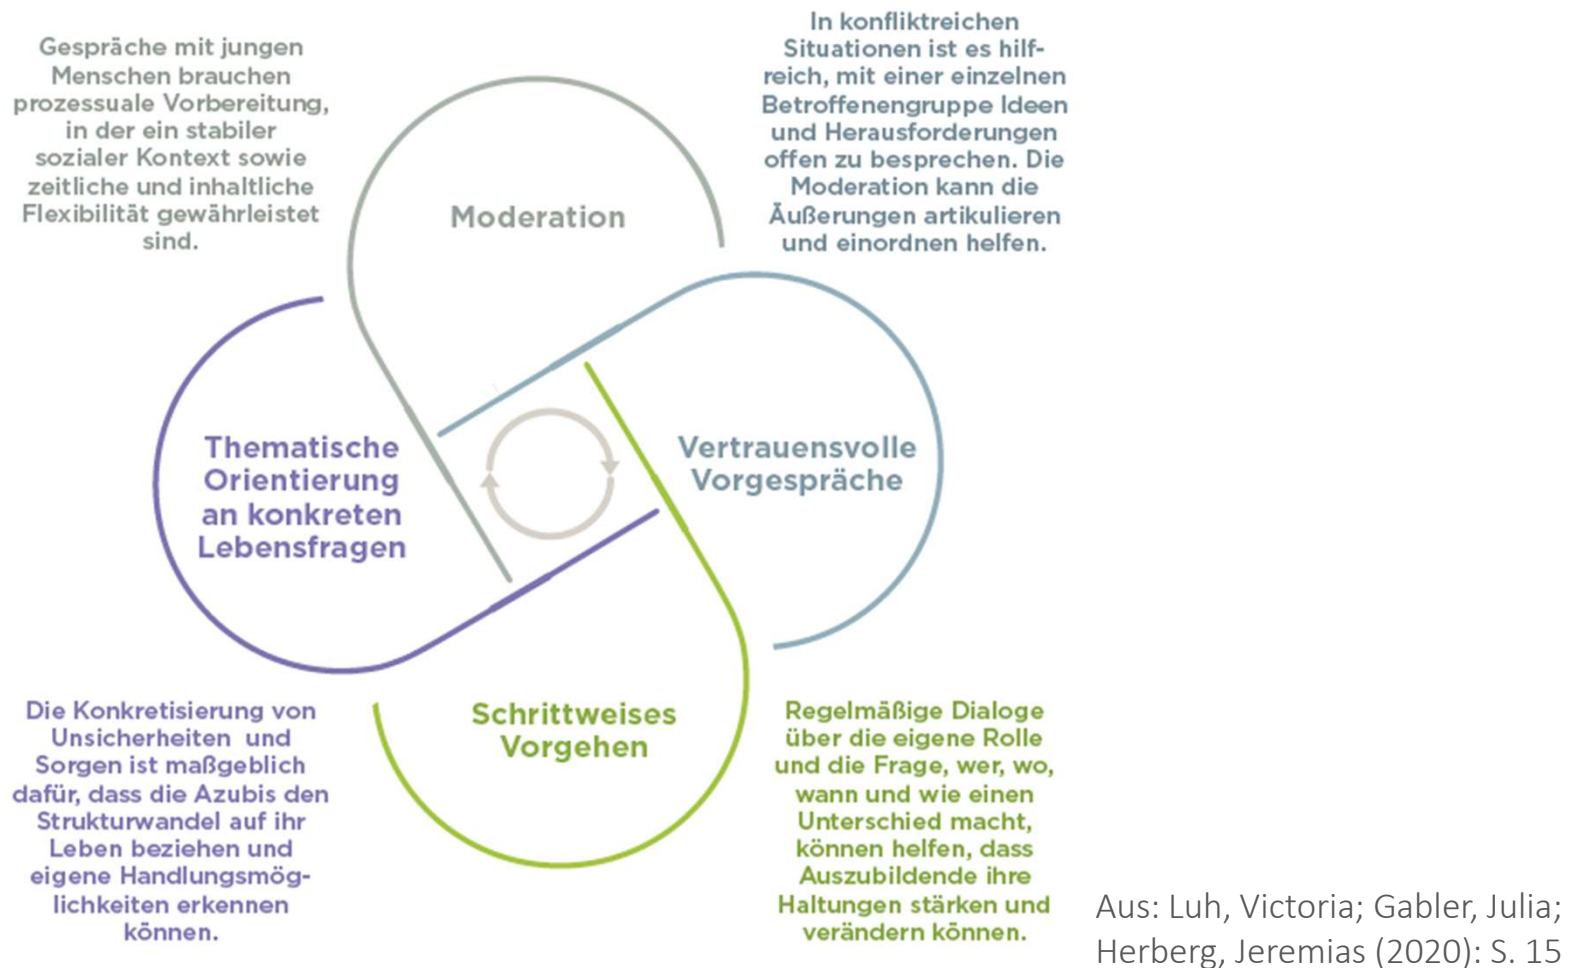 Gespräche mit jungen
Menschen brauchen
prozessuale Vorbereitung,
in der ein stabiler
sozialer Kontext sowie
zeitliche und inhaltliche
Flexibilität gewährleistet
sind.
Moderation
In konfliktreichen
Situationen ist es hilf-
reich, mit einer einzelnen
Betroffenengruppe Ideen
und Herausforderungen
offen zu besprechen. Die
Moderation kann die
Äußerungen artikulieren
und einordnen helfen.
Thematische
Orientierung
an konkreten
Lebensfragen
Vertrauensvolle
Vorgespräche
Die Konkretisierung von
Unsicherheiten und
Sorgen ist maßgeblich
dafür, dass die Azubis den
Strukturwandel auf ihr
Leben beziehen und
eigene Handlungsmög-
lichkeiten erkennen
können.
Schrittweises
Vorgehen
Regelmäßige Dialoge
über die eigene Rolle
und die Frage, wer, wo,
wann und wie einen
Unterschied macht,
können helfen, dass
Auszubildende ihre
Haltungen stärken und
verändern können.
Aus: Luh, Victoria; Gabler, Julia;
Herberg, Jeremias (2020): S. 15